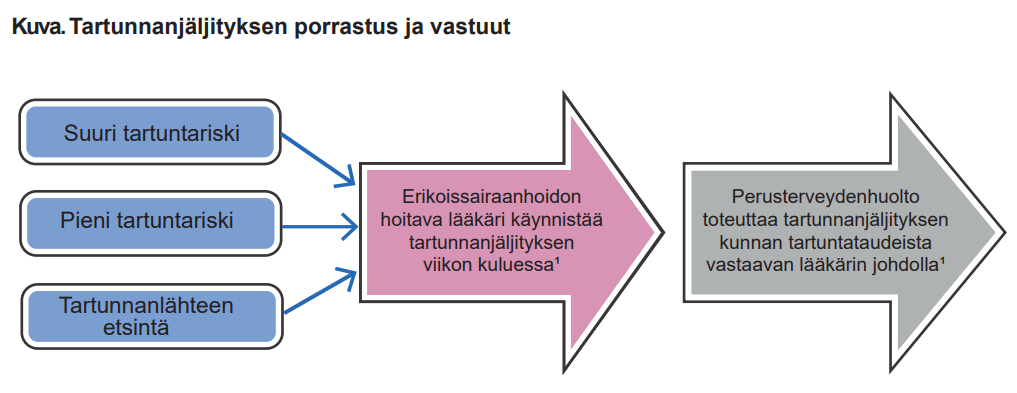 Kuva. Tartunnanjäljityksen porrastus ja vastuut
Suuri tartuntariski
Pieni tartuntariski
Tartunnanlähteen
etsintä
Erikoissairaanhoidon
hoitava lääkäri käynnistää
tartunnanjäljityksen
viikon kuluessa¹
Perusterveydenhuolto
toteuttaa tartunnanjäljityksen
kunnan tartuntataudeista
vastaavan lääkärin johdolla¹